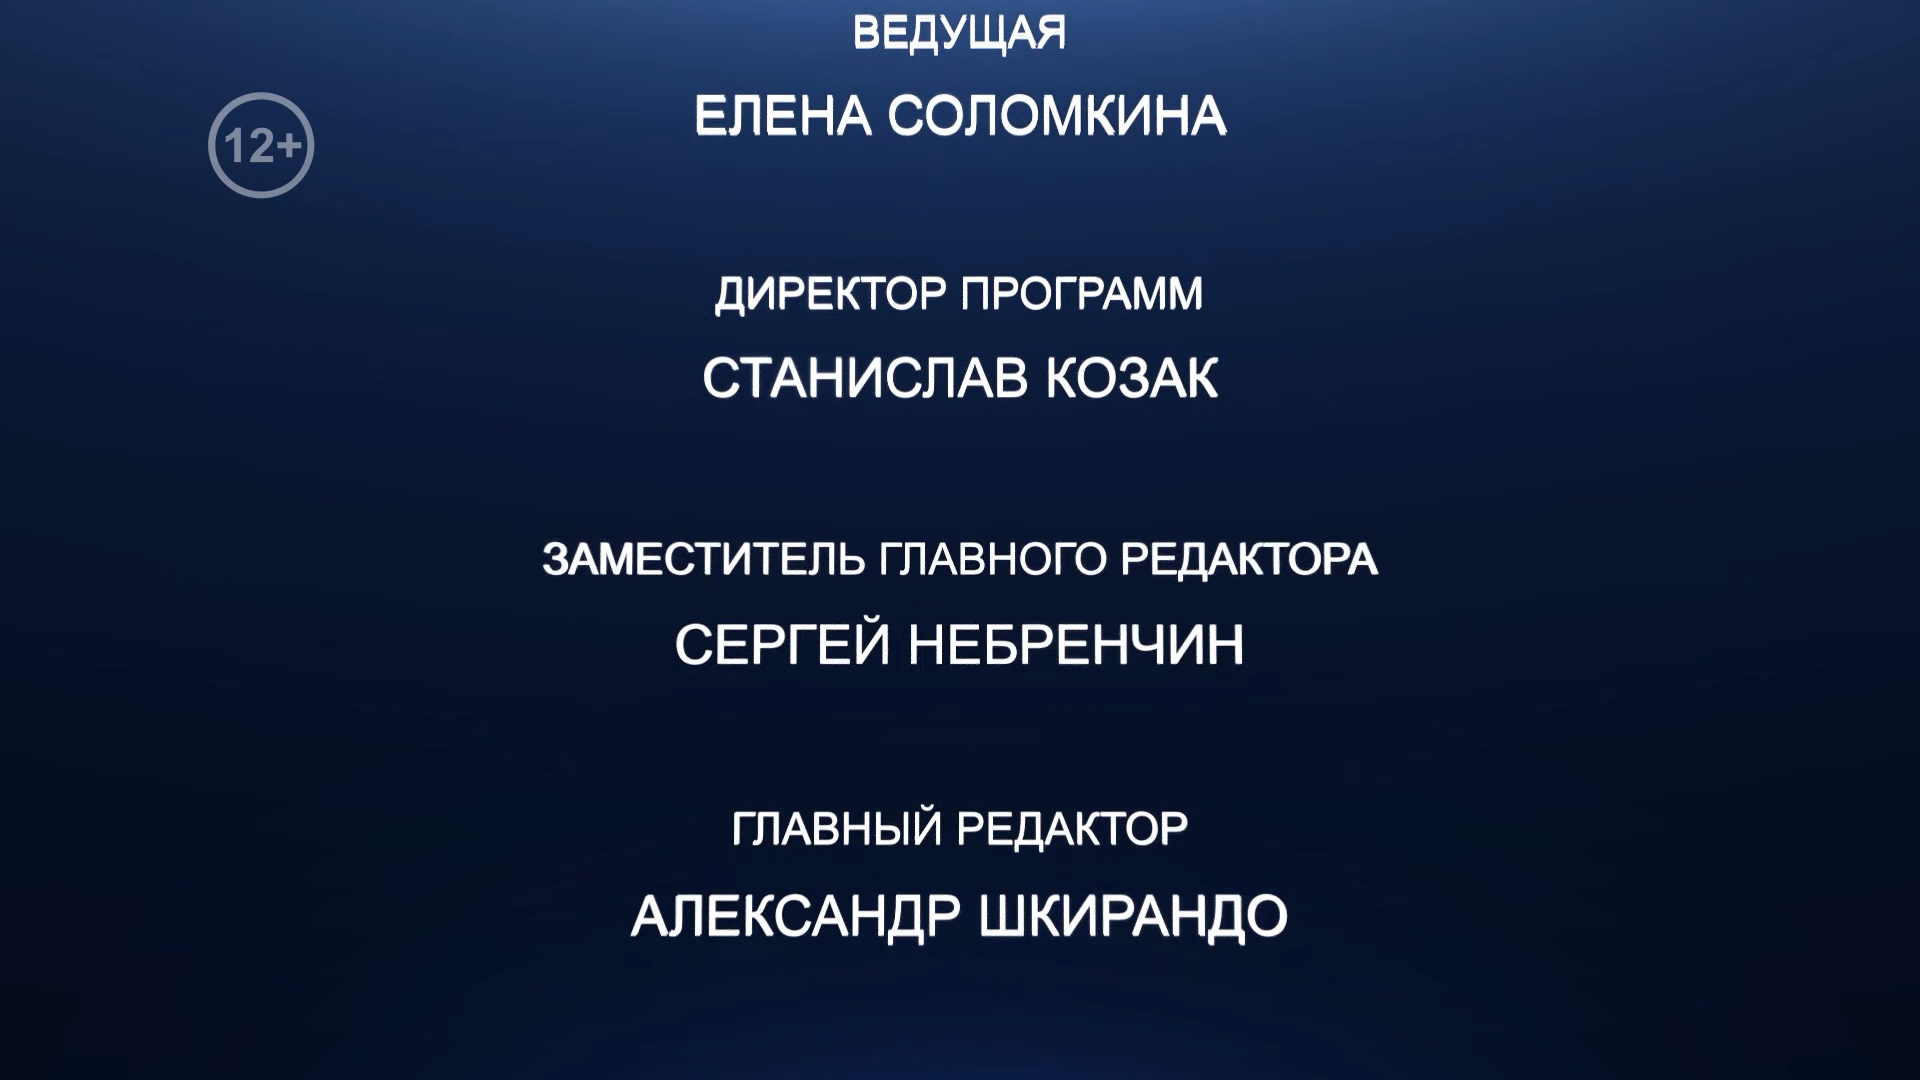 ВЕДУЩАЯ
ЕЛЕНА СОЛОМКИНА
12+
ДИРЕКТОР ПРОГРАММ
СТАНИСЛАВ КОЗАК
ЗАМЕСТИТЕЛЬ ГЛАВНОГО РЕДАКТОРА
СЕРГЕЙ НЕБРЕНЧИН
ГЛАВНЫЙ РЕДАКТОР
АЛЕКСАНДР ШКИРАНДО